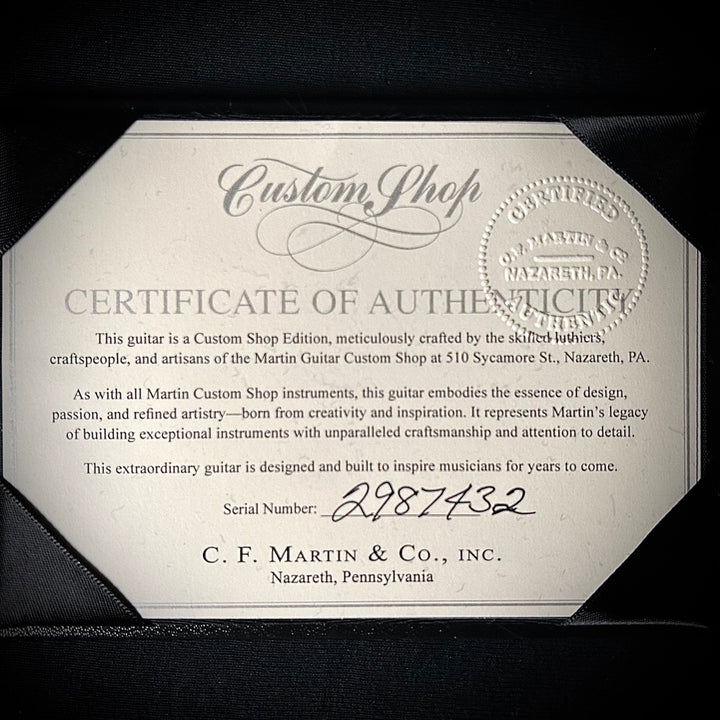 Custom Shop
CERTIFIED
C.F. MARTIN & CO
NAZARETH, PA.
AUTHENTIC
CERTIFICATE OF AUTHENTICITY
This guitar is a Custom Shop Edition, meticulously crafted by the skilled luthiers,
craftspeople, and artisans of the Martin Guitar Custom Shop at 510 Sycamore St., Nazareth, PA.
As with all Martin Custom Shop instruments, this guitar embodies the essence of design,
passion, and refined artistry—born from creativity and inspiration. It represents Martin's legacy
of building exceptional instruments with unparalleled craftsmanship and attention to detail.
This extraordinary guitar is designed and built to inspire musicians for years to come.
Serial Number: 2987432
C. F. MARTIN & CO., INC.
Nazareth, Pennsylvania